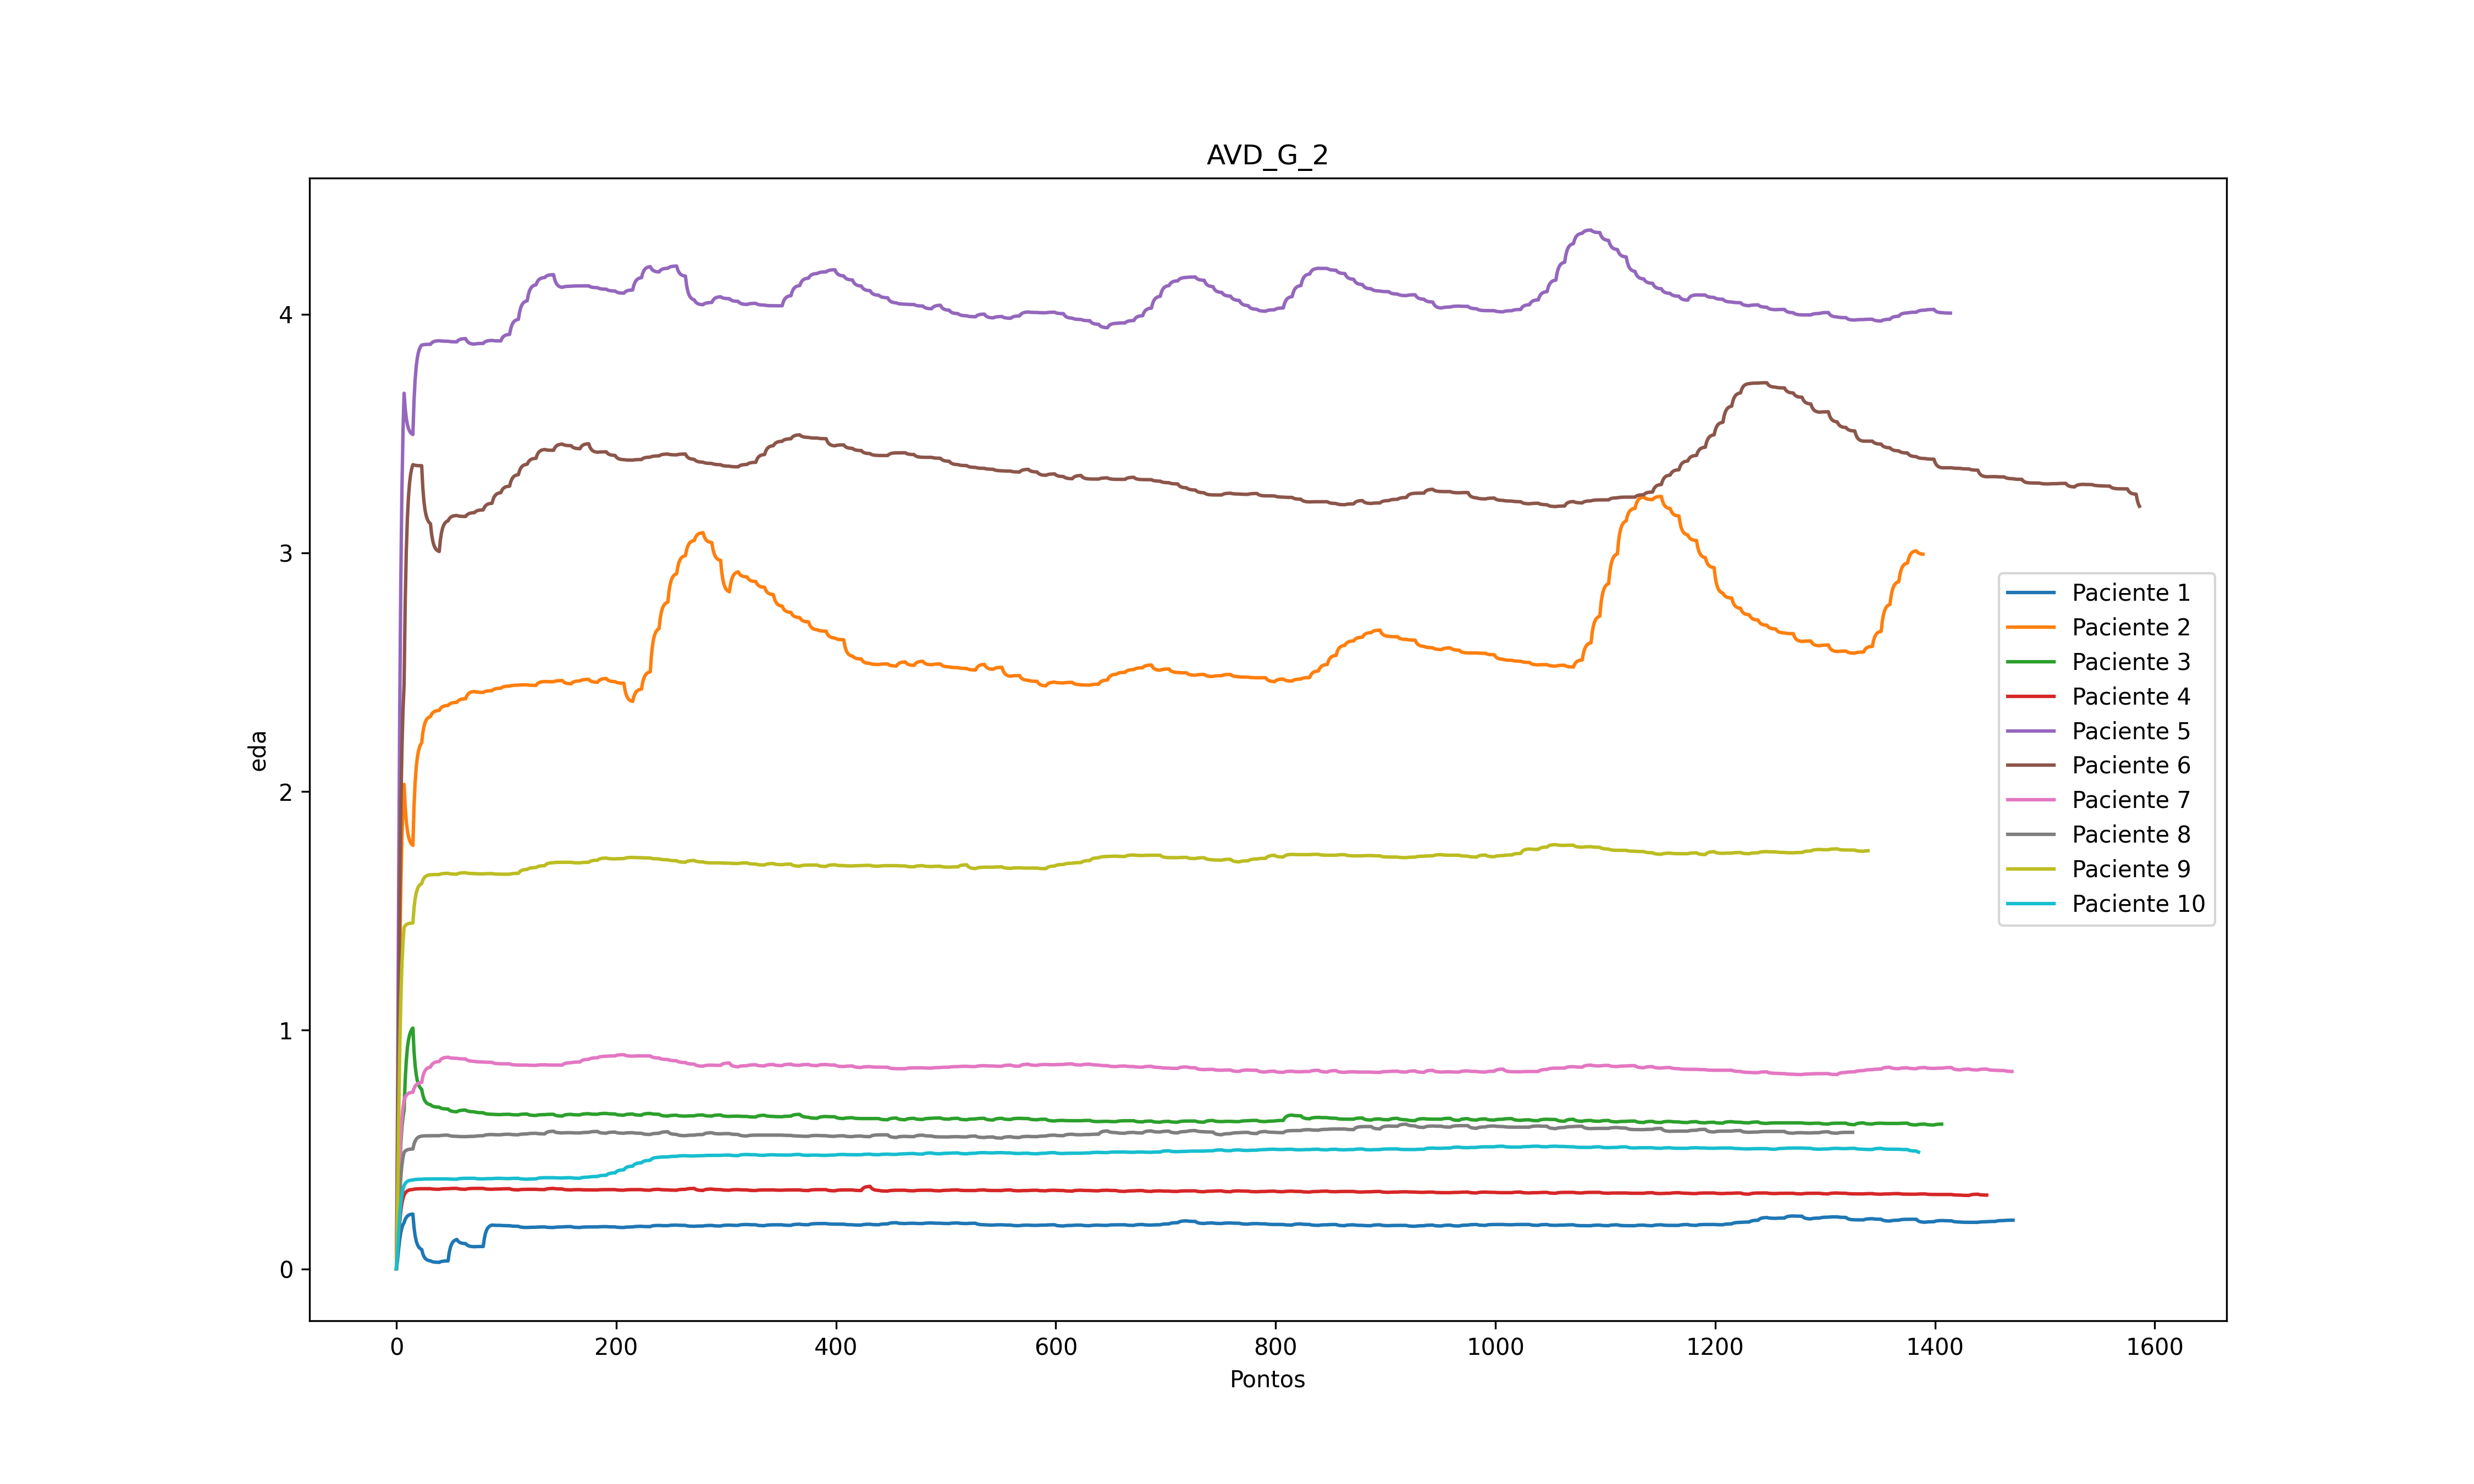 AVD_G_2
eda
4
3
2
1
0
Paciente 1
Paciente 2
Paciente 3
Paciente 4
Paciente 5
Paciente 6
Paciente 7
Paciente 8
Paciente 9
Paciente 10
0 200 400 600 800 1000 1200 1400 1600
Pontos